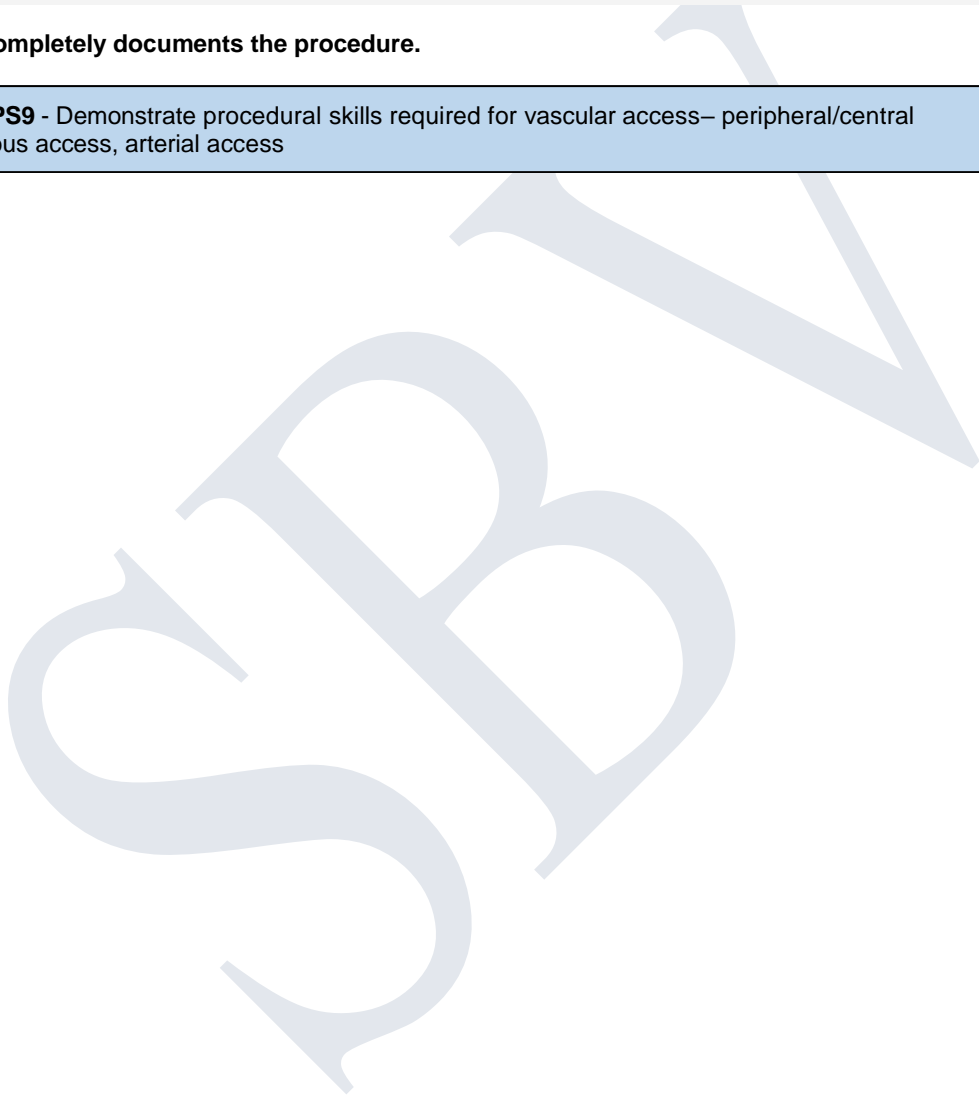 ompletely documents the procedure.
PS9 - Demonstrate procedural skills required for vascular access– peripheral/central
ous access, arterial access
SBV